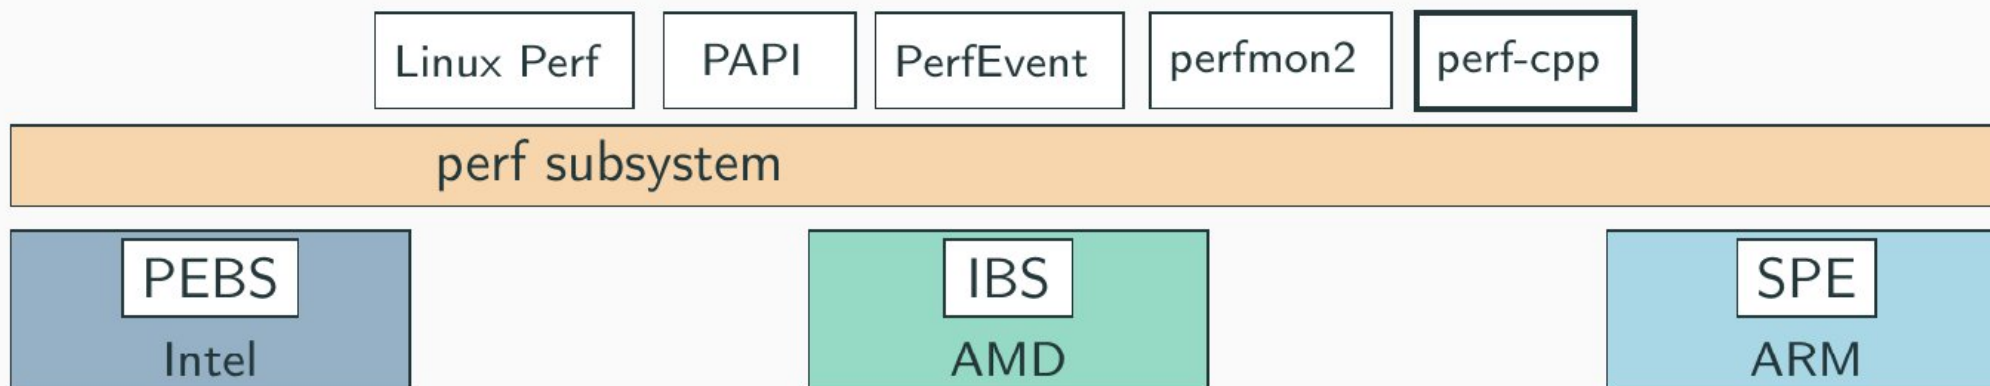 Linux Perf PAPI PerfEvent perfmon2 perf-cpp
perf subsystem
PEBS IBS SPE
Intel AMD ARM